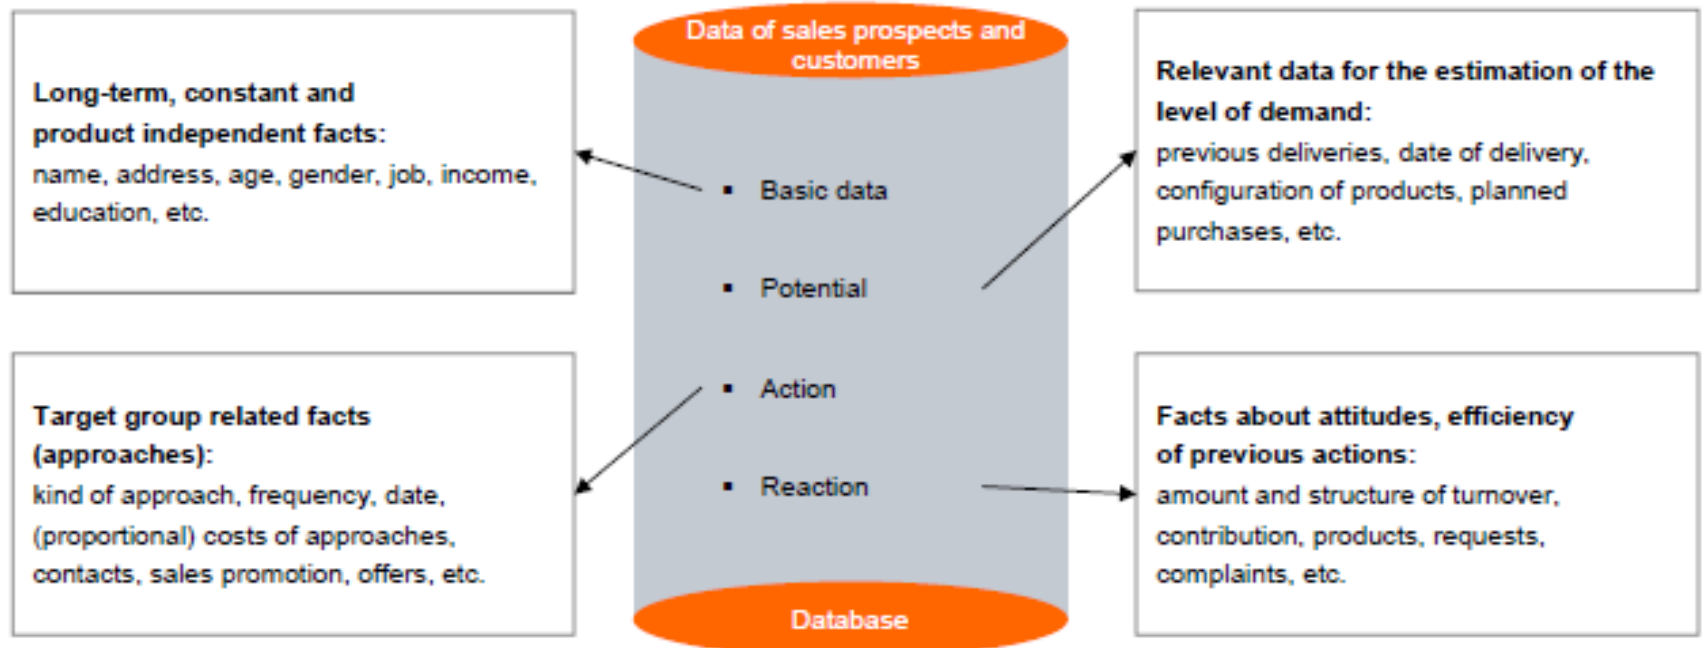 Data of sales prospects and
customers
Long-term, constant and
product independent facts:
name, address, age, gender, job, income,
education, etc.
Relevant data for the estimation of the
level of demand:
previous deliveries, date of delivery,
configuration of products, planned
purchases, etc.
▪ Basic data
▪ Potential
▪ Action
▪ Reaction
Target group related facts
(approaches):
kind of approach, frequency, date,
(proportional) costs of approaches,
contacts, sales promotion, offers, etc.
Facts about attitudes, efficiency
of previous actions:
amount and structure of turnover,
contribution, products, requests,
complaints, etc.
Database